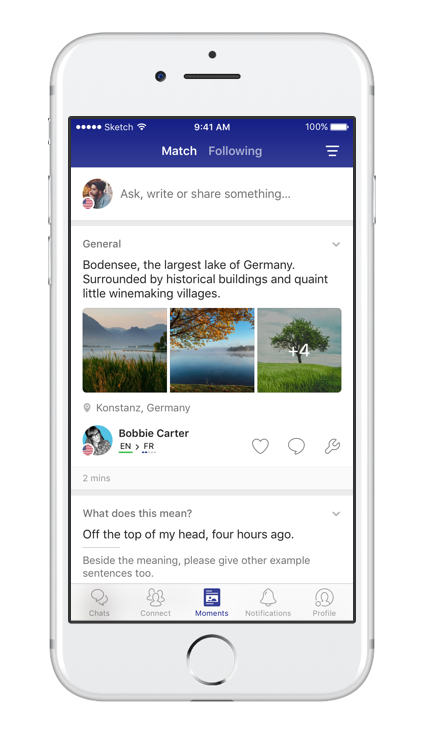 Sketch 9:41 AM 100%
Match Following
Ask, write or share something...
General
Bodensee, the largest lake of Germany.
Surrounded by historical buildings and quaint
little winemaking villages.
+4
Konstanz, Germany
Bobbie Carter
EN > FR
2 mins
What does this mean?
Off the top of my head, four hours ago.
Beside the meaning, please give other example
sentences too.
Chats Connect Moments Notifications Profile